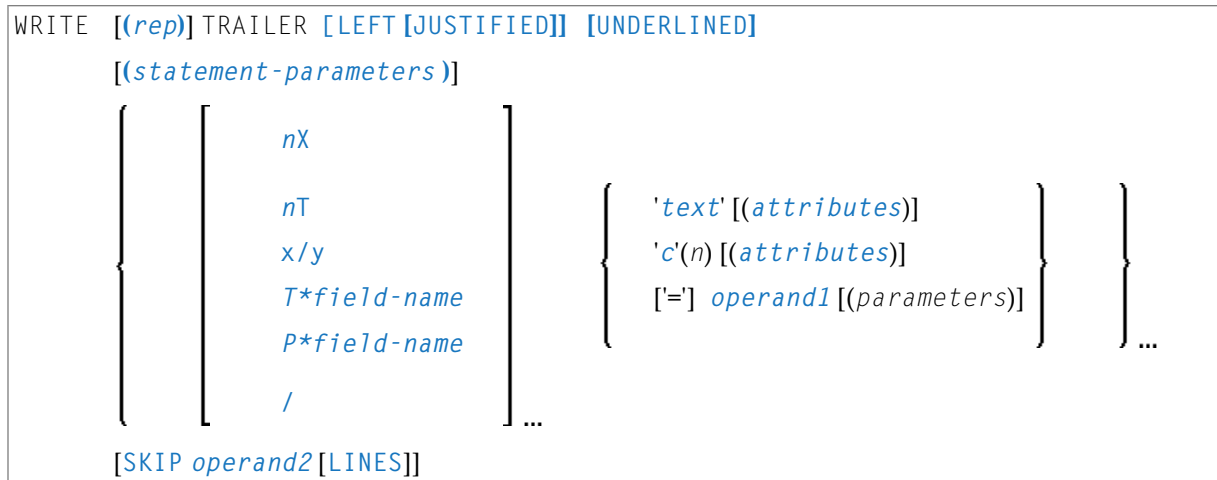 WRITE [(rep)] TRAILER [LEFT [JUSTIFIED]] [UNDERLINED]
[(statement-parameters )]
nX
nT 'text' [(attributes)]
x/y 'c'(n) [(attributes)]
T*field-name ['='] operand1 [(parameters)]
P*field-name
...
/
...
[SKIP operand2 [LINES]]